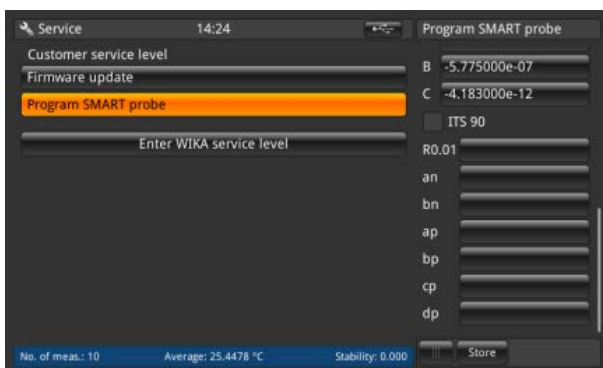 Service 14:24
Program SMART probe
Customer service level
Firmware update
Program SMART probe
Enter WIKA service level
B -5.775000e-07
C -4.183000e-12
ITS 90
R0.01
an
bn
ap
bp
cp
dp
Store
No. of meas.: 10 Average: 25.4478 °C Stability: 0.000